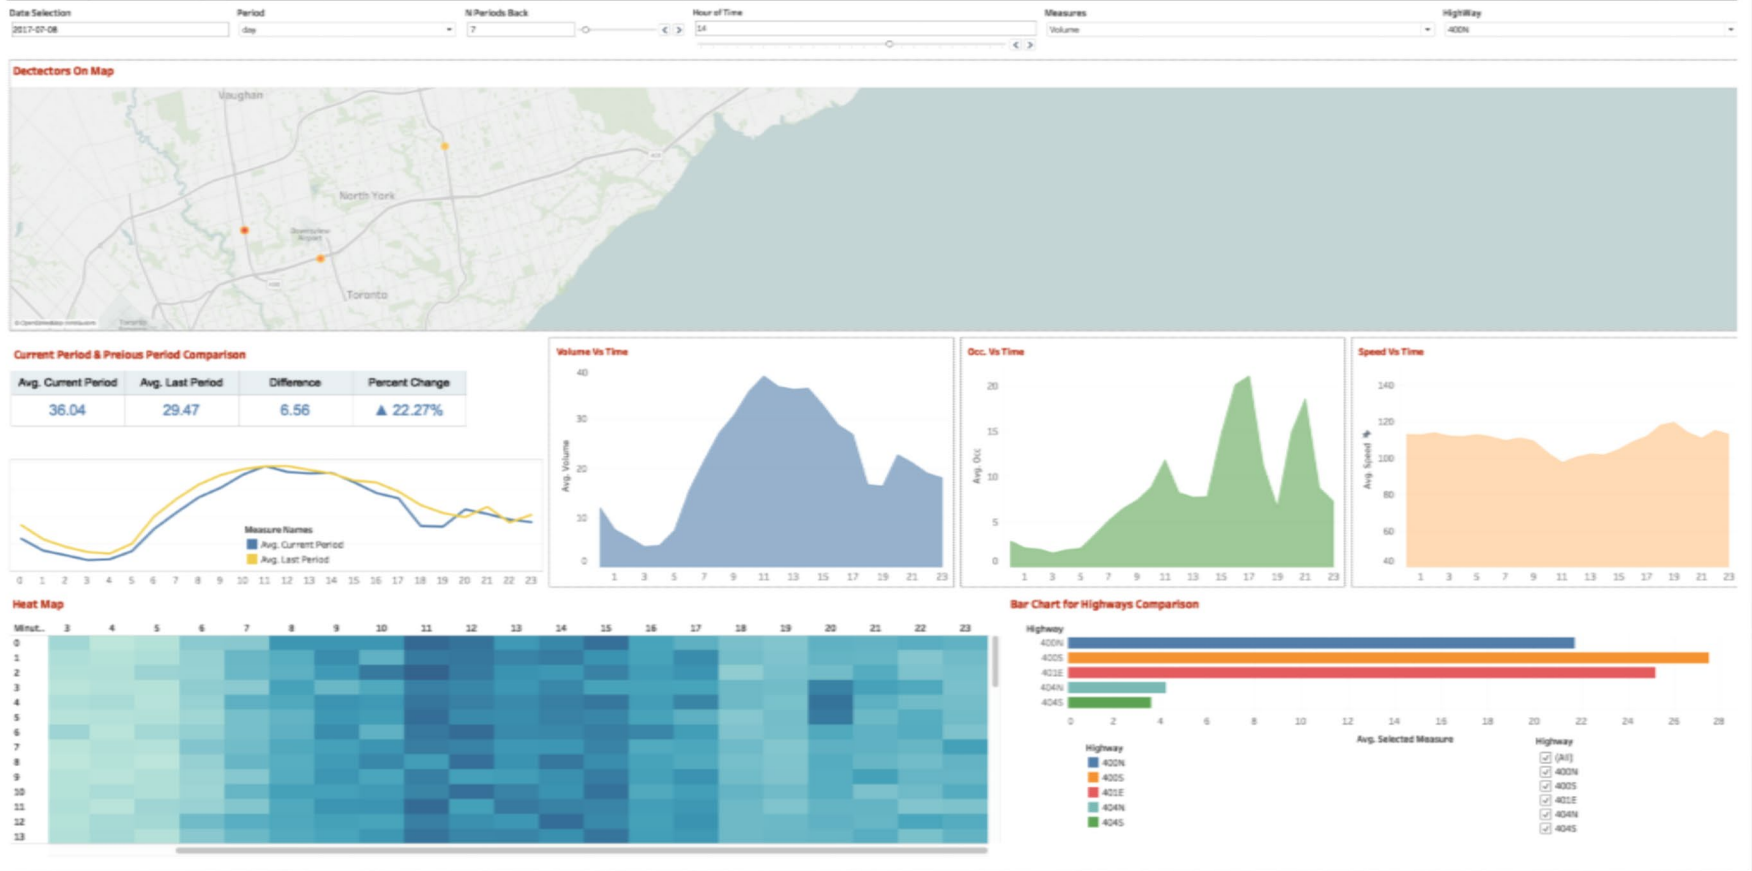 Date Selection
Period
N Periods Back
Hour of Time
Measures
HighWay
2017-07-08
day
7
14
Volume
400N
Dectectors On Map
Vaughan
North York
Downsview
Airport
Toronto
Current Period & Preious Period Comparison
Avg. Current Period Avg. Last Period Difference Percent Change
36.04 29.47 6.56 ▲ 22.27%
Measure Names
Avg. Current Period
Avg. Last Period
0 1 2 3 4 5 6 7 8 9 10 11 12 13 14 15 16 17 18 19 20 21 22 23
Volume Vs Time
Avg. Volume
40
30
20
10
0
1 3 5 7 9 11 13 15 17 19 21 23
Occ. Vs Time
Avg. Occ
20
15
10
5
0
1 3 5 7 9 11 13 15 17 19 21 23
Speed Vs Time
Avg. Speed
140
120
100
80
60
40
1 3 5 7 9 11 13 15 17 19 21 23
Heat Map
Minut.. 3 4 5 6 7 8 9 10 11 12 13 14 15 16 17 18 19 20 21 22 23
0
1
2
3
4
5
6
7
8
9
10
11
12
13
Bar Chart for Highways Comparison
Highway
400N
400S
401E
404N
404S
0 2 4 6 8 10 12 14 16 18 20 22 24 26 28
Avg. Selected Measure
Highway
400N
400S
401E
404N
404S
Highway
(All)
400N
400S
401E
404N
404S